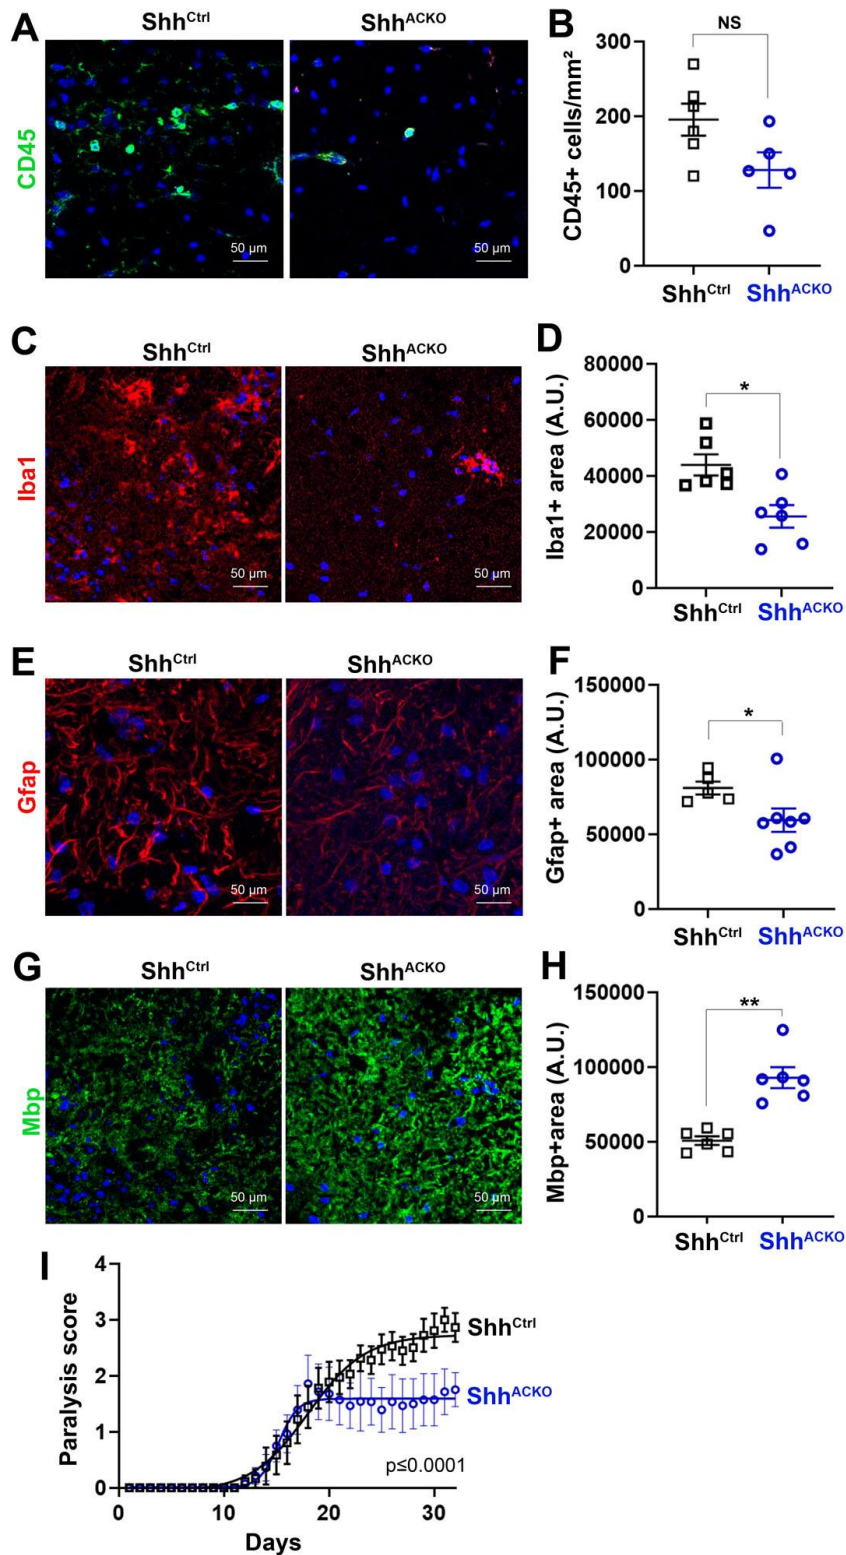 A
Shh^Ctrl
Shh^ACKO
CD45
50 µm
50 µm
B
NS
CD45+ cells/mm²
300
200
100
0
Shh^Ctrl
Shh^ACKO
C
Shh^Ctrl
Shh^ACKO
Iba1
50 µm
50 µm
D
*
Iba1+ area (A.U.)
80000
60000
40000
20000
0
Shh^Ctrl
Shh^ACKO
E
Shh^Ctrl
Shh^ACKO
Gfap
50 µm
50 µm
F
*
Gfap+ area (A.U.)
150000
100000
50000
0
Shh^Ctrl
Shh^ACKO
G
Shh^Ctrl
Shh^ACKO
Mbp
50 µm
50 µm
H
**
Mbp+area (A.U.)
150000
100000
50000
0
Shh^Ctrl
Shh^ACKO
I
Paralysis score
4
3
2
1
0
Shh^Ctrl
Shh^ACKO
p≤0.0001
0 10 20 30
Days